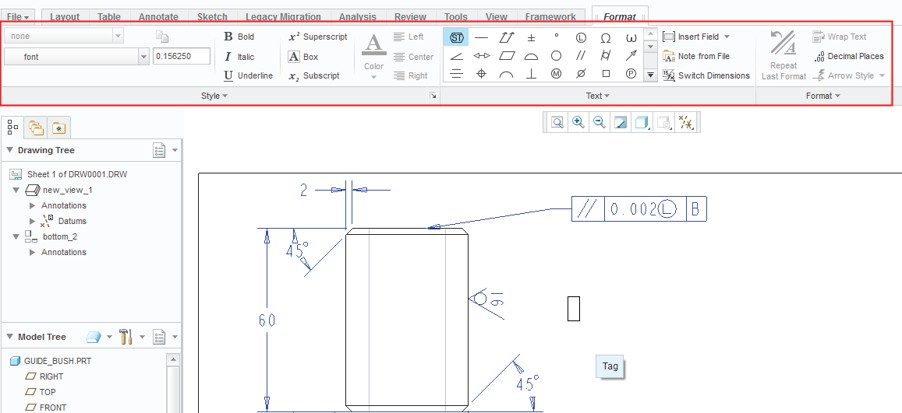 File Layout Table Annotate Sketch Legacy Migration Analysis Review Tools View Framework Format
none B Bold x² Superscript A Left ST ± ° Ⓛ Ω ω Insert Field Wrap Text
font 0.156250 I Italic A Box Color Center Note from File Repeat Last Format Decimal Places
U Underline x₂ Subscript Right Ⓜ Ø Ⓟ Switch Dimensions Arrow Style
Style Text Format
Drawing Tree
Sheet 1 of DRW0001.DRW
new_view_1
Annotations
Datums
bottom_2
Annotations
Model Tree
GUIDE_BUSH.PRT
RIGHT
TOP
FRONT
2
// 0.002Ⓛ B
45°
60
16
Tag
45°